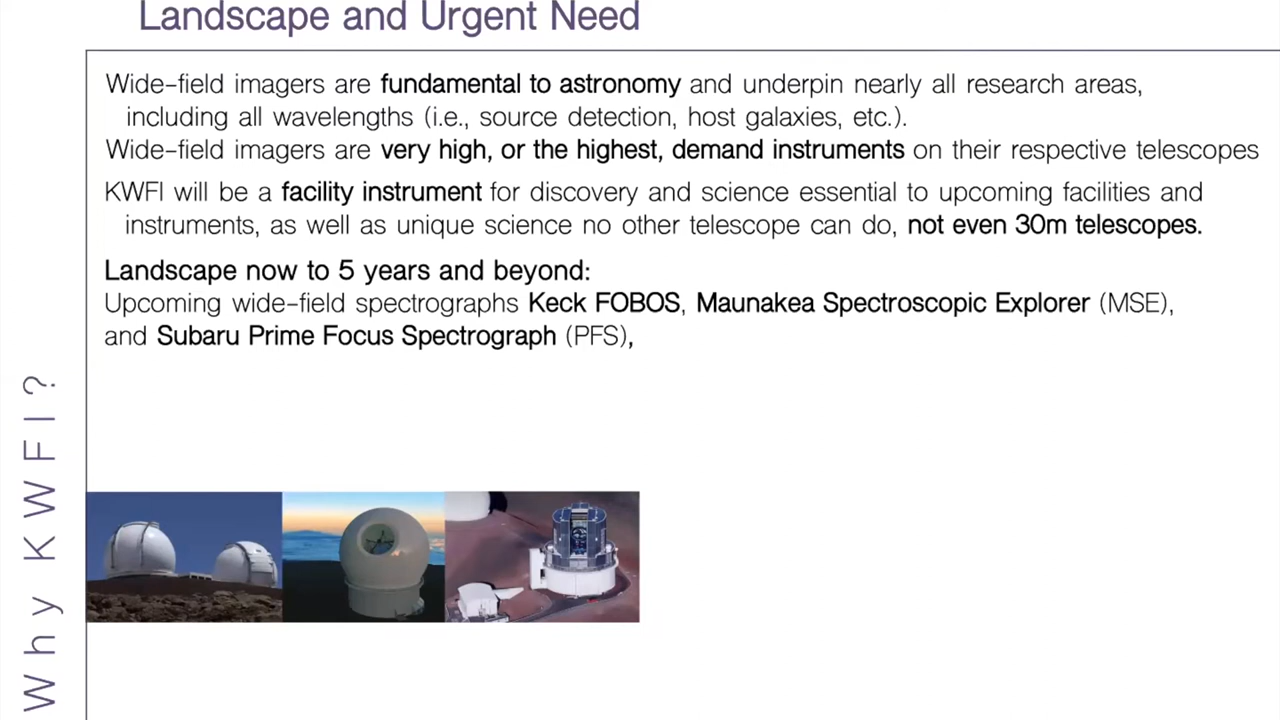 Landscape and Urgent Need
Wide-field imagers are fundamental to astronomy and underpin nearly all research areas,
including all wavelengths (i.e., source detection, host galaxies, etc.).
Wide-field imagers are very high, or the highest, demand instruments on their respective telescopes
KWFI will be a facility instrument for discovery and science essential to upcoming facilities and
instruments, as well as unique science no other telescope can do, not even 30m telescopes.
Landscape now to 5 years and beyond:
Upcoming wide-field spectrographs Keck FOBOS, Maunakea Spectroscopic Explorer (MSE),
and Subaru Prime Focus Spectrograph (PFS),
Why KWFI?